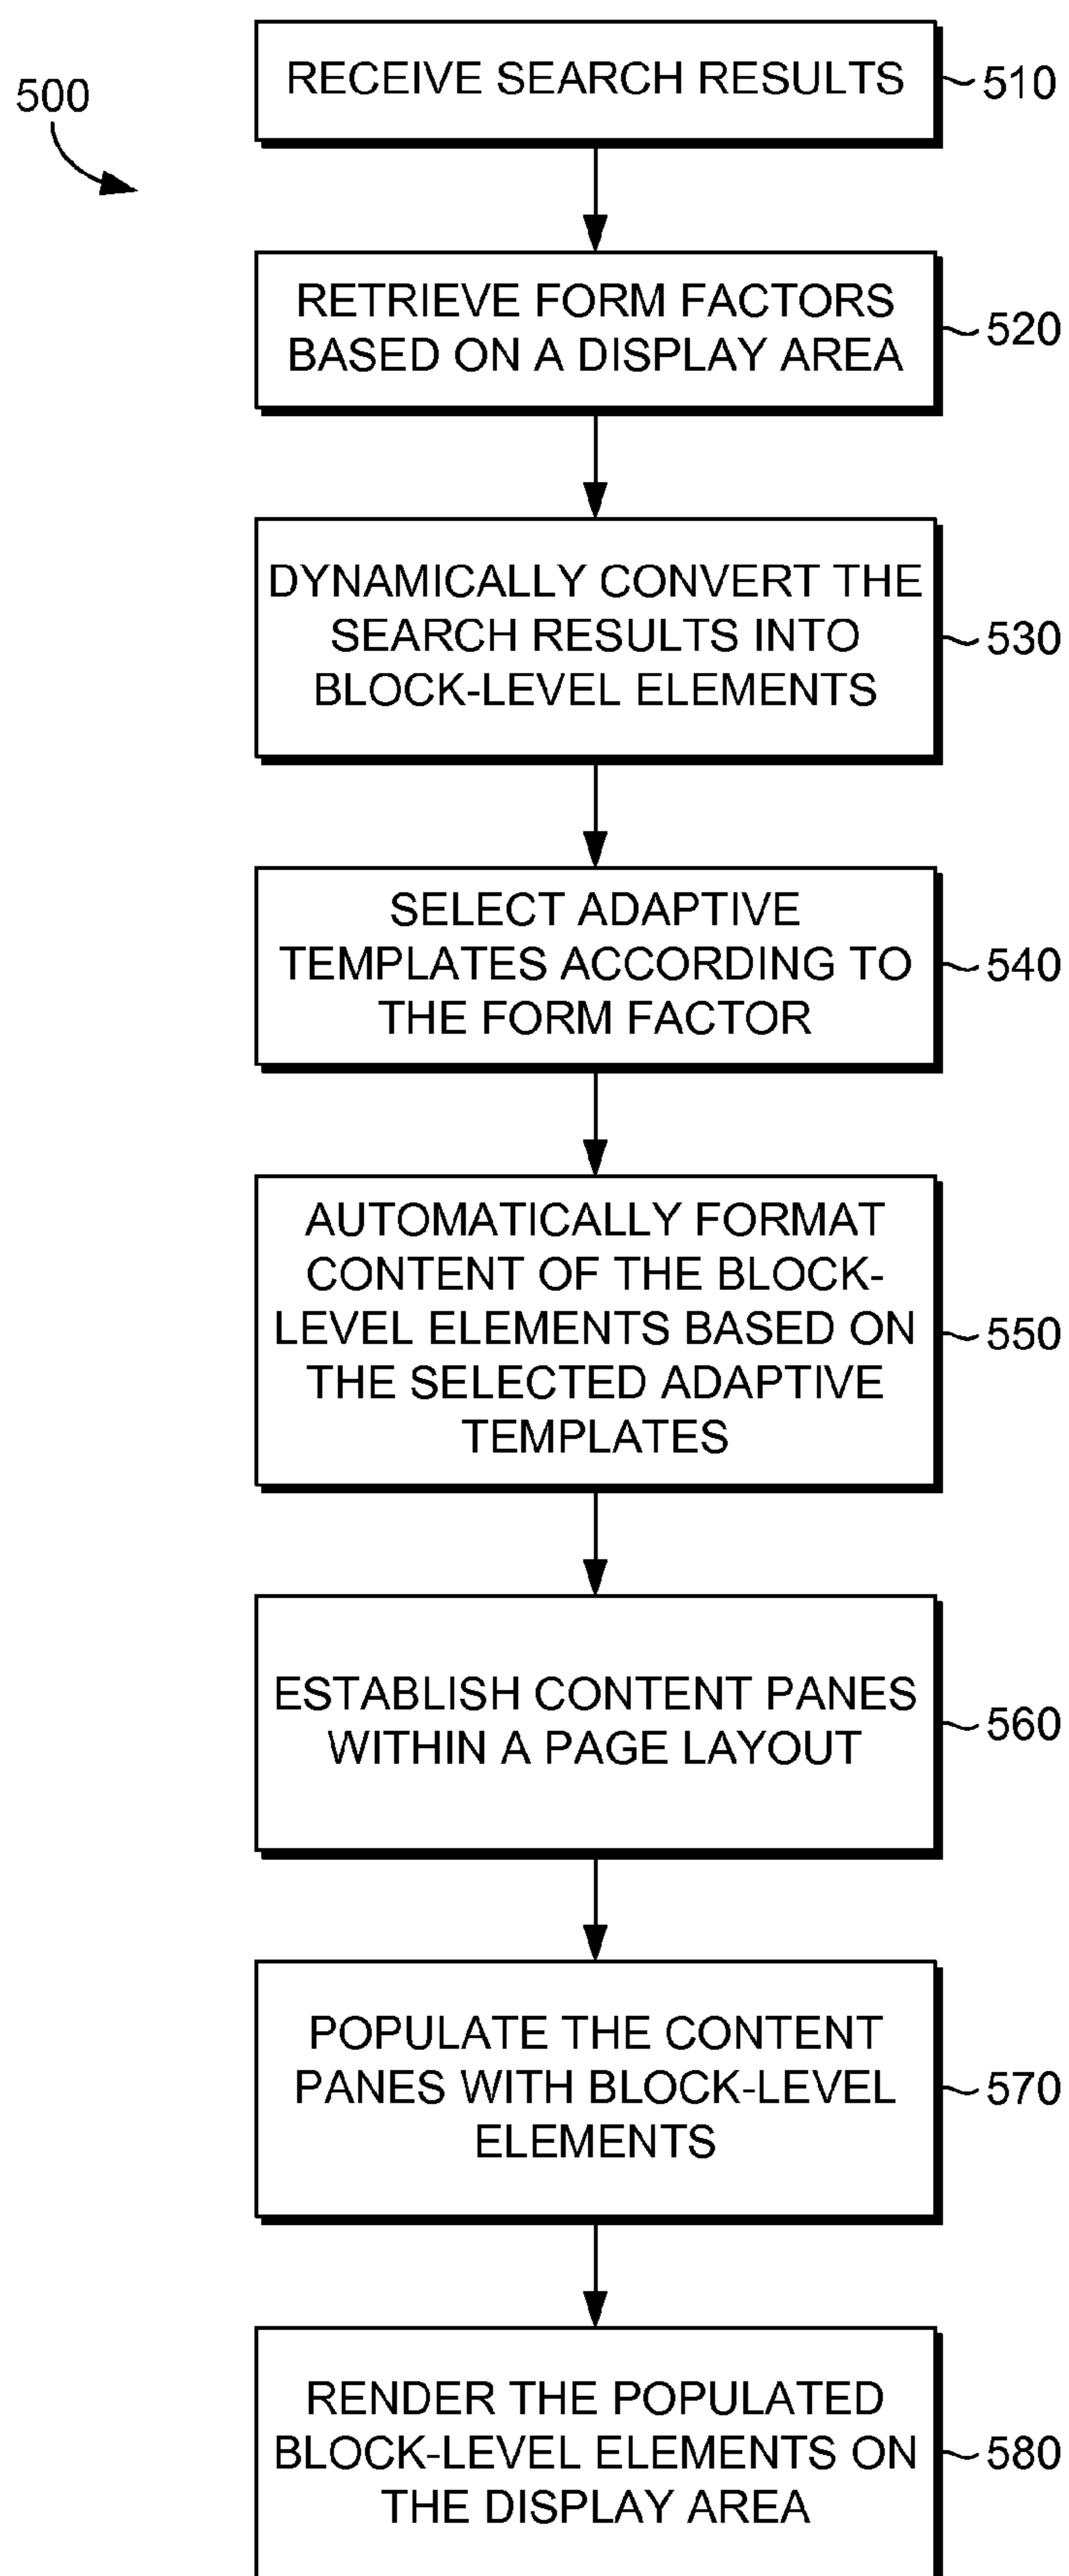 500
RECEIVE SEARCH RESULTS
510
RETRIEVE FORM FACTORS
BASED ON A DISPLAY AREA
520
DYNAMICALLY CONVERT THE
SEARCH RESULTS INTO
BLOCK-LEVEL ELEMENTS
530
SELECT ADAPTIVE
TEMPLATES ACCORDING TO
THE FORM FACTOR
540
AUTOMATICALLY FORMAT
CONTENT OF THE BLOCK-
LEVEL ELEMENTS BASED ON
THE SELECTED ADAPTIVE
TEMPLATES
550
ESTABLISH CONTENT PANES
WITHIN A PAGE LAYOUT
560
POPULATE THE CONTENT
PANES WITH BLOCK-LEVEL
ELEMENTS
570
RENDER THE POPULATED
BLOCK-LEVEL ELEMENTS ON
THE DISPLAY AREA
580